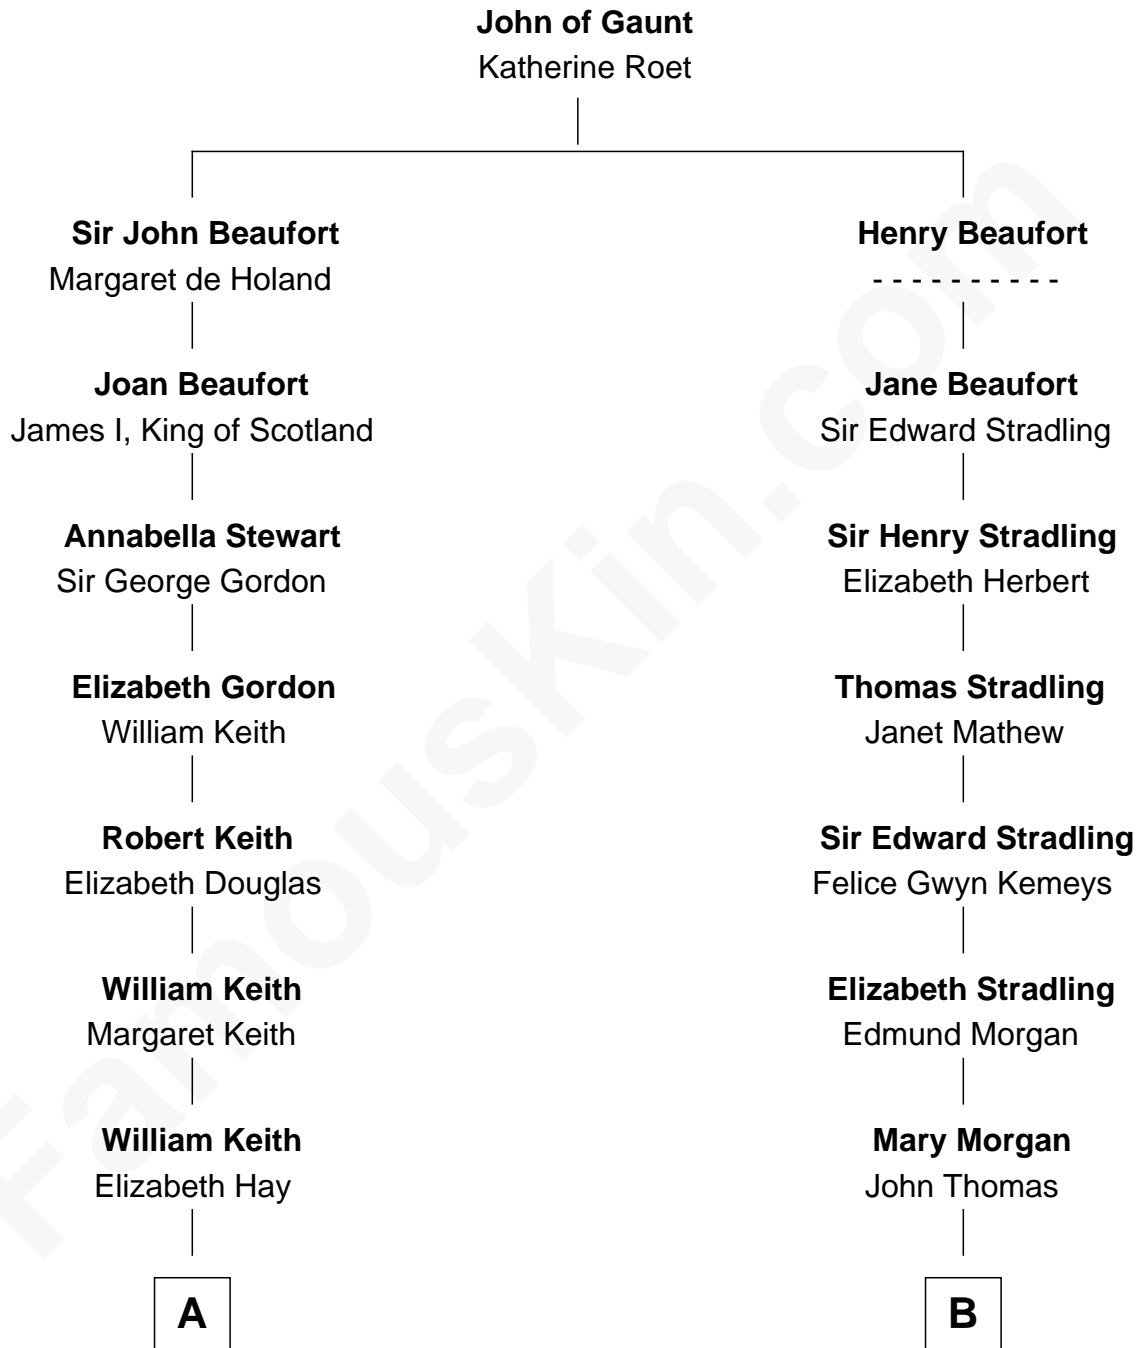 John of Gaunt
Katherine Roet
Sir John Beaufort
Margaret de Holand
Henry Beaufort
- - - - - - - - - -
Joan Beaufort
James I, King of Scotland
Jane Beaufort
Sir Edward Stradling
Annabella Stewart
Sir George Gordon
Sir Henry Stradling
Elizabeth Herbert
Elizabeth Gordon
William Keith
Thomas Stradling
Janet Mathew
Robert Keith
Elizabeth Douglas
Sir Edward Stradling
Felice Gwyn Kemeys
William Keith
Margaret Keith
Elizabeth Stradling
Edmund Morgan
William Keith
Elizabeth Hay
Mary Morgan
John Thomas
A
B
FamousKin.com